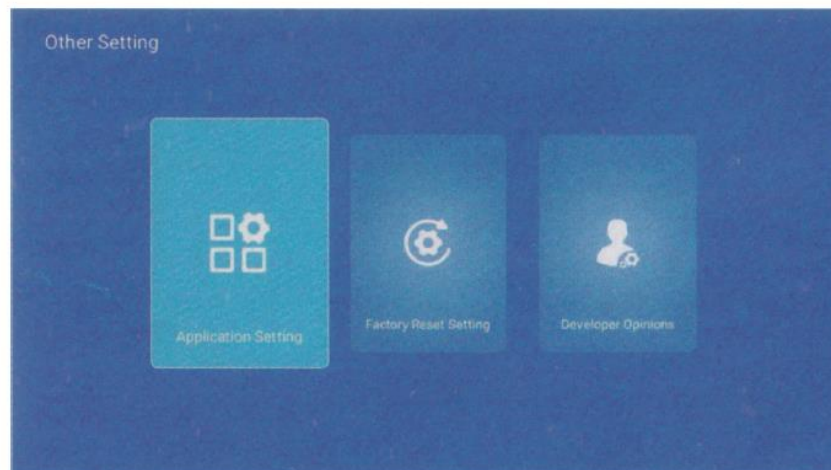 Other Setting
Application Setting
Factory Reset Setting
Developer Opinions